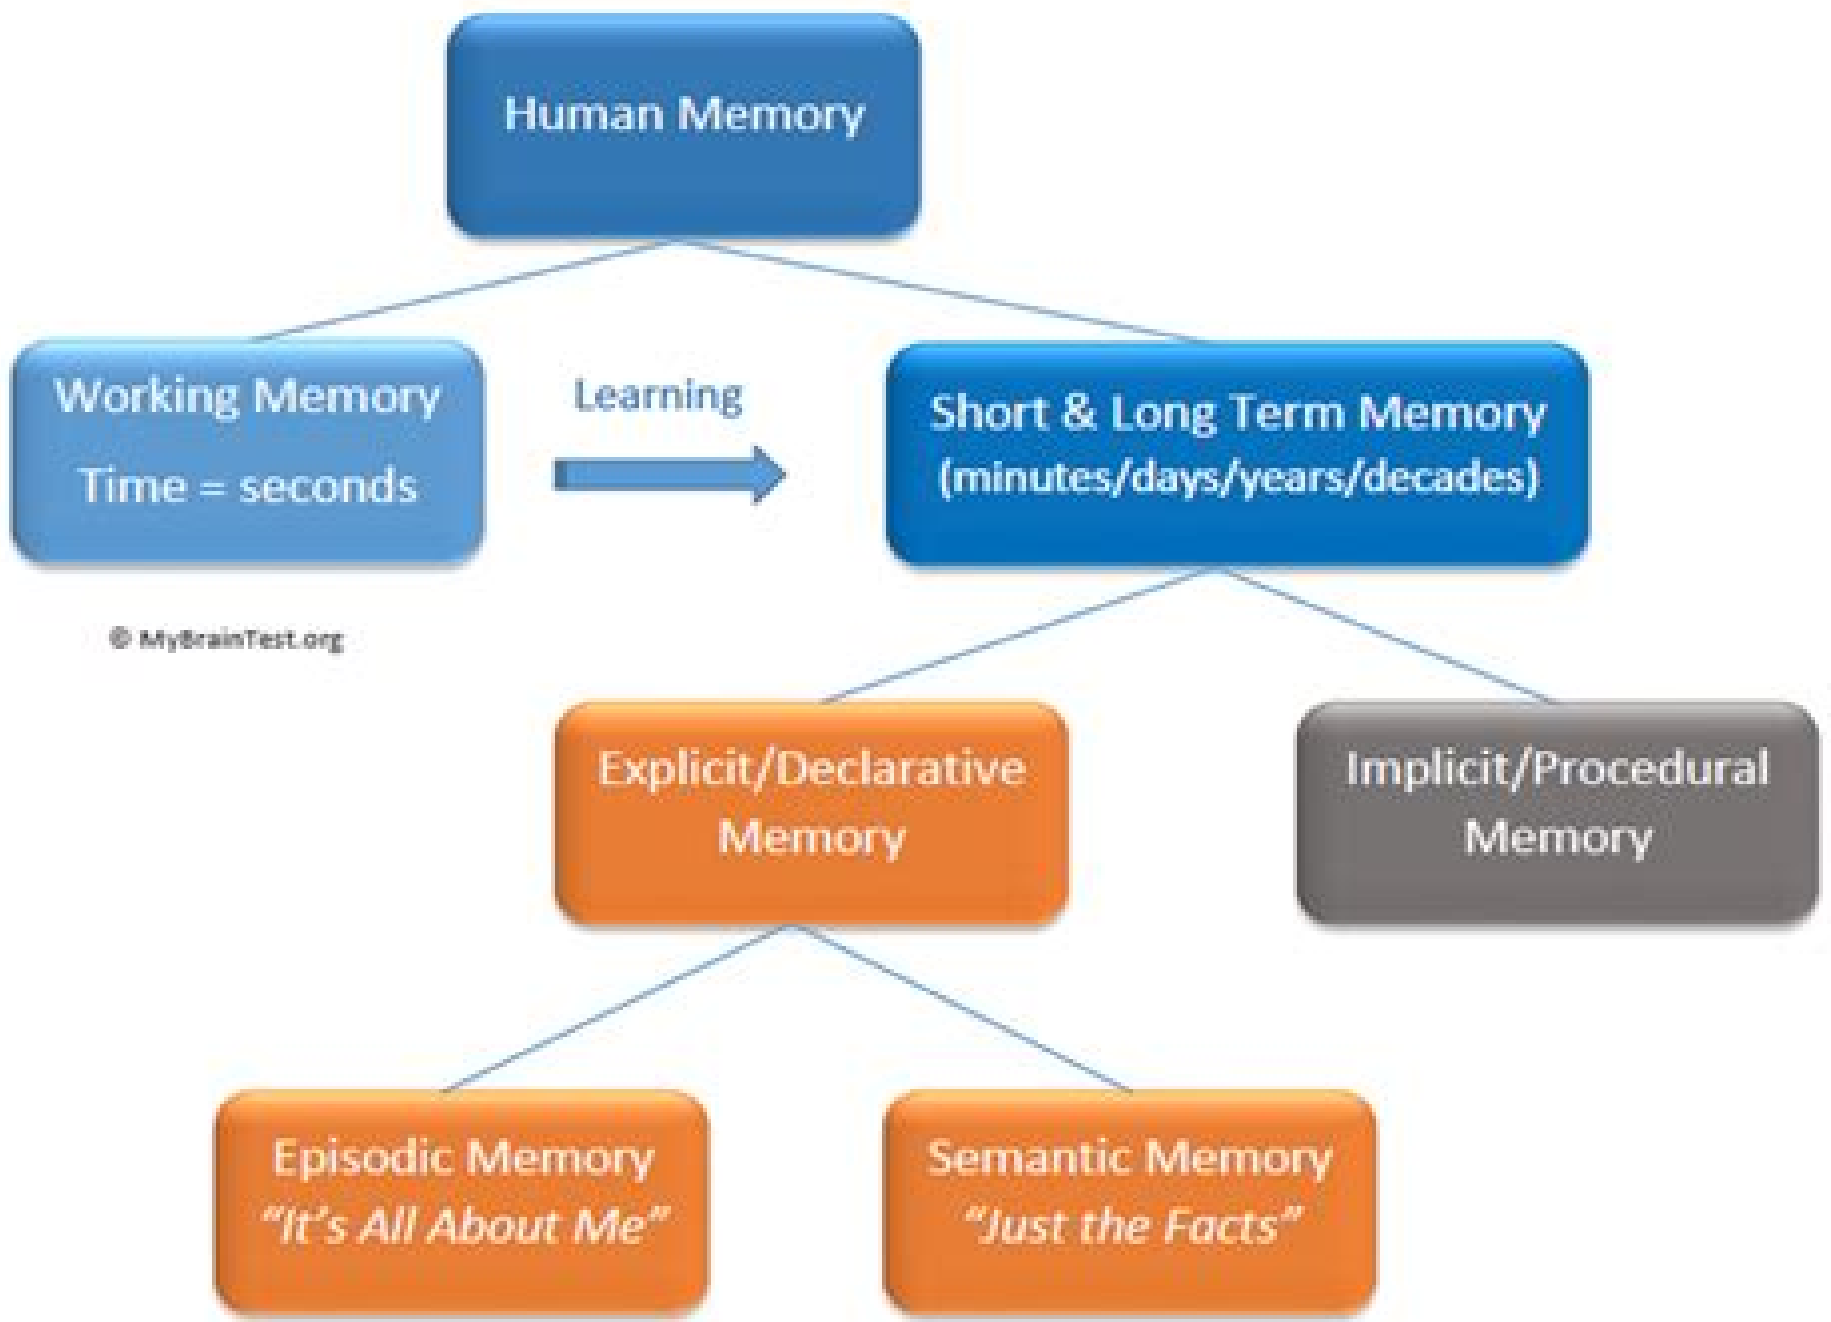 Human Memory
Working Memory
Time = seconds
Learning
Short & Long Term Memory
(minutes/days/years/decades)
© MyBrainTest.org
Explicit/Declarative
Memory
Implicit/Procedural
Memory
Episodic Memory
"It's All About Me"
Semantic Memory
"Just the Facts"